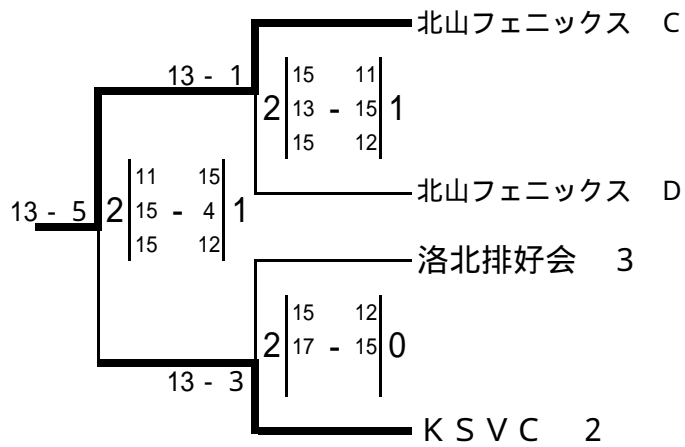 北山フェニックス C
13 - 1
2 15 11 1
13 - 15
15 12
北山フェニックス D
13 - 5
2 11 15 1
15 - 4
15 12
洛北排好会 3
2 15 12 0
17 - 15
13 - 3
KSVC 2